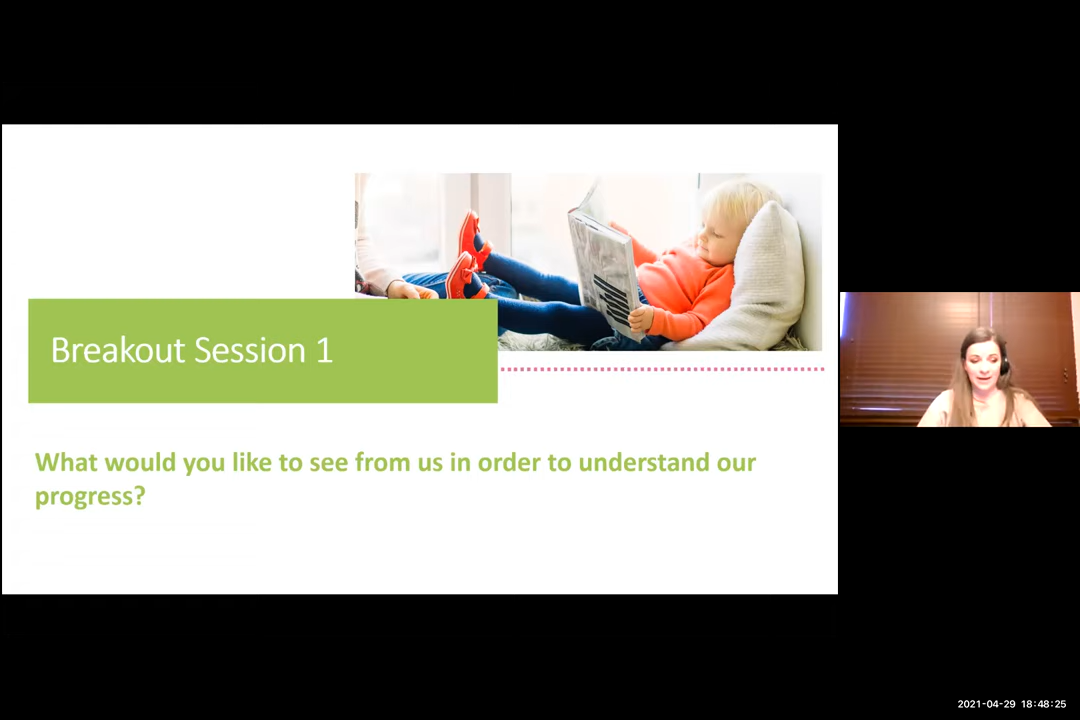 Breakout Session 1
What would you like to see from us in order to understand our
progress?
2021-04-29 18:48:25